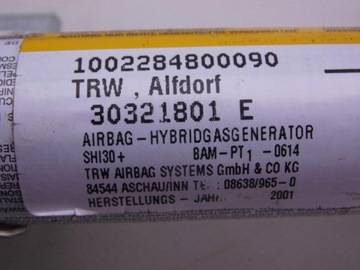 1002284800090
TRW , Alfdorf
30321801 E
AIRBAG - HYBRIDGASGENERATOR
SHI30+ BAM-PT1-0614
TRW AIRBAG SYSTEMS GmbH & CO KG
84544 ASCHAU/INN TEL: 08638/965-0
HERSTELLUNGS - JAHR 2001